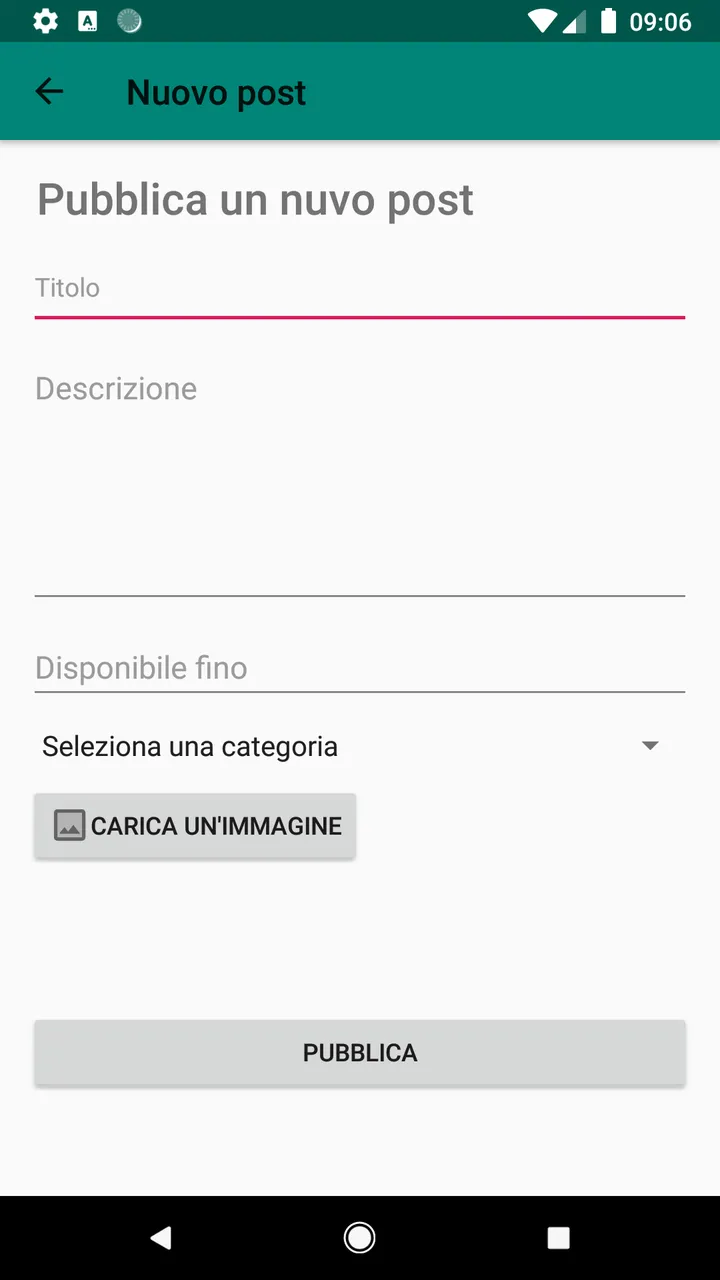 09:06
Nuovo post
Pubblica un nuvo post
Titolo
Descrizione
Disponibile fino
Seleziona una categoria
CARICA UN'IMMAGINE
PUBBLICA